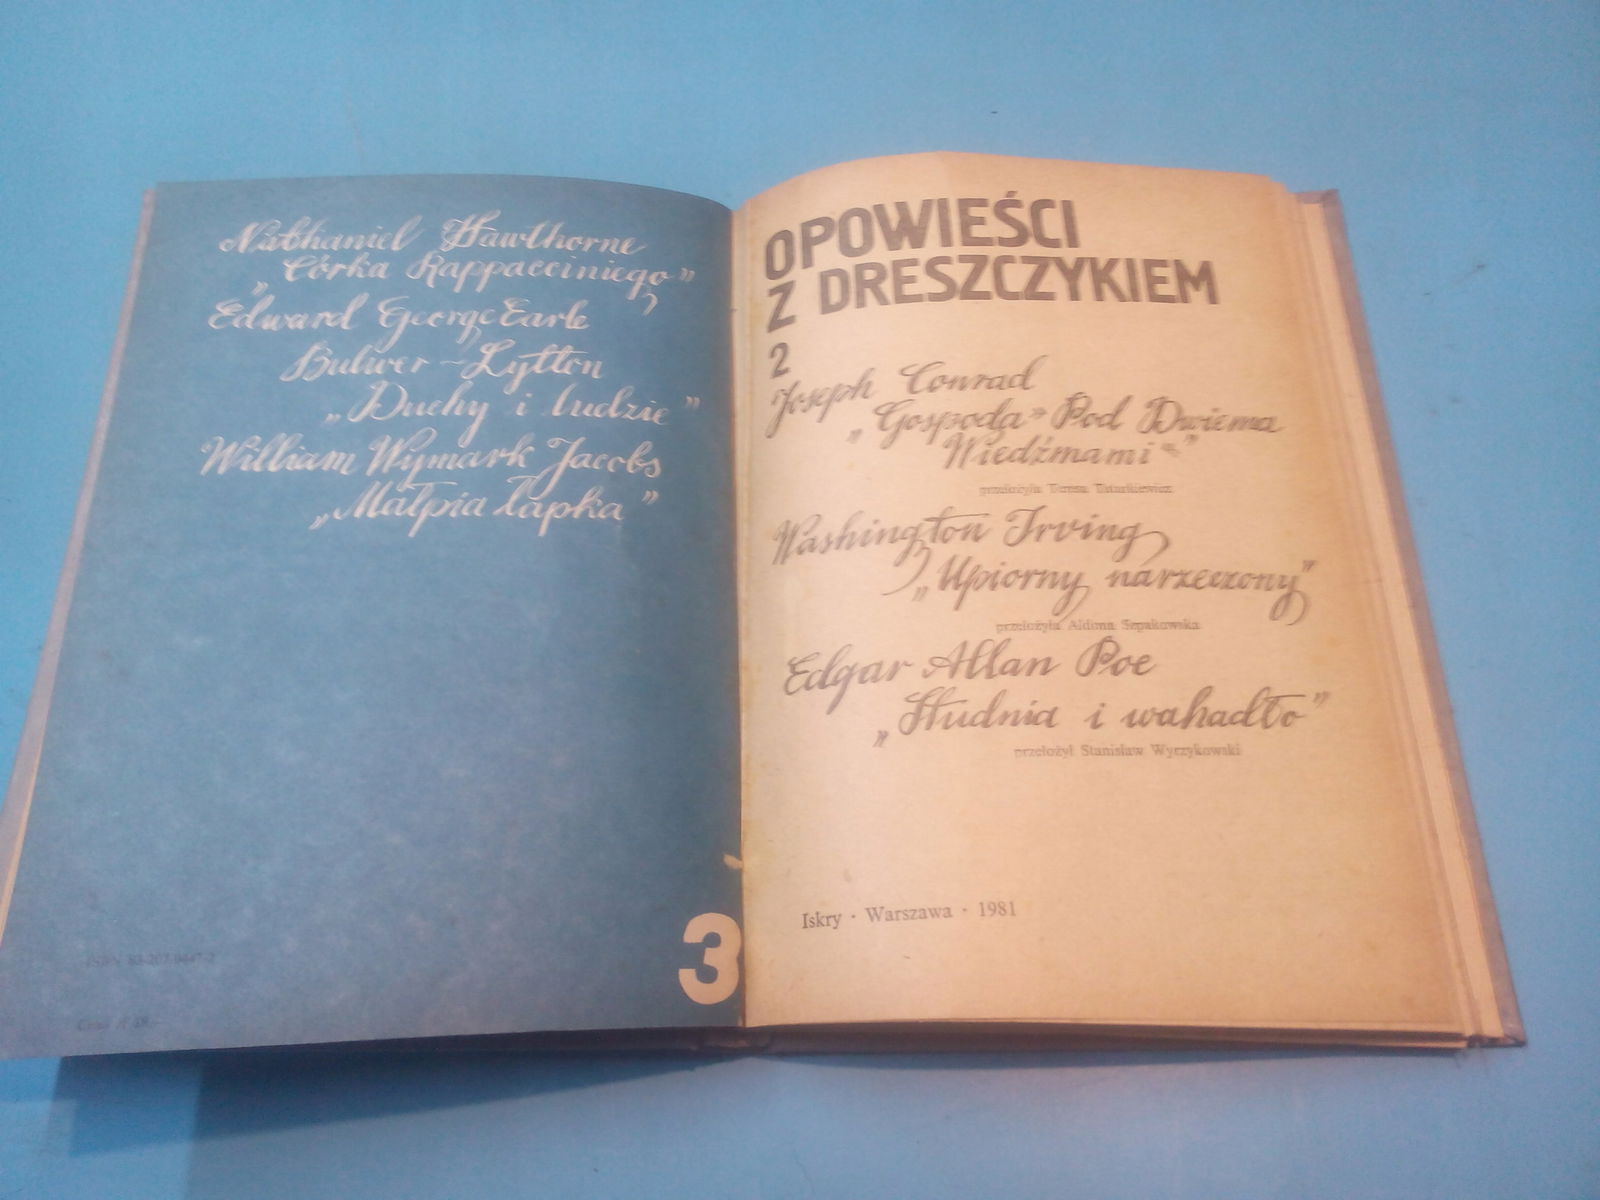 Nathaniel Hawthorne
„Córka Rappacciniego”
Edward George Earle
Bulwer-Lytton
„Duchy i ludzie”
William Wymark Jacobs
„Małpia łapka”
3
OPOWIEŚCI
Z DRESZCZYKIEM
2
Joseph Conrad
„Gospoda »Pod Dwiema
Wiedźmami«”
przełożyła Teresa Tatarkiewicz
Washington Irving
„Upiorny narzeczony”
przełożyła Aldona Szpakowska
Edgar Allan Poe
„Studnia i wahadło”
przełożył Stanisław Wyrzykowski
Iskry · Warszawa · 1981